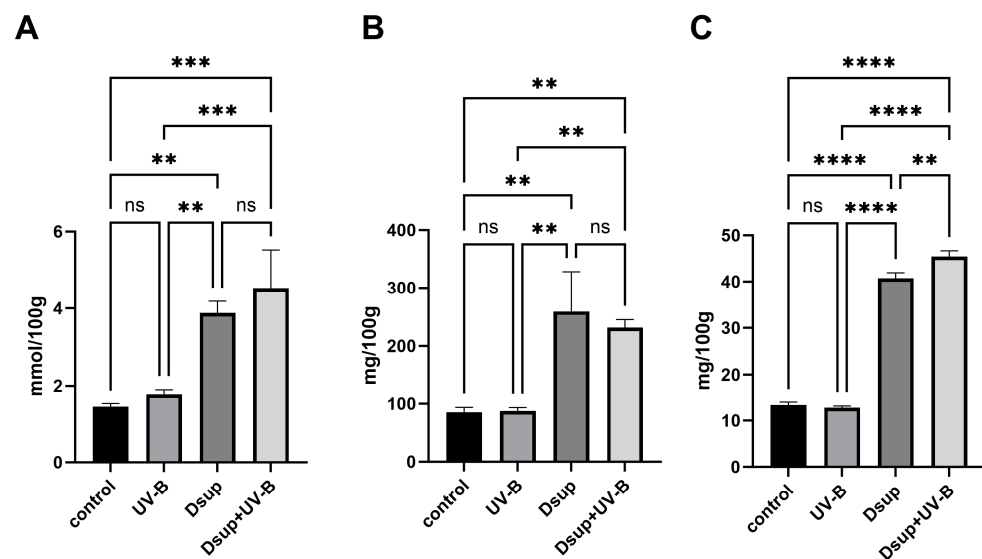 A
***
***
**
ns
**
ns
6
4
2
0
mmol/100g
control
UV-B
Dsup
Dsup+UV-B
B
**
**
**
ns
**
ns
400
300
200
100
0
mg/100g
control
UV-B
Dsup
Dsup+UV-B
C
****
****
****
**
ns
****
50
40
30
20
10
0
mg/100g
control
UV-B
Dsup
Dsup+UV-B